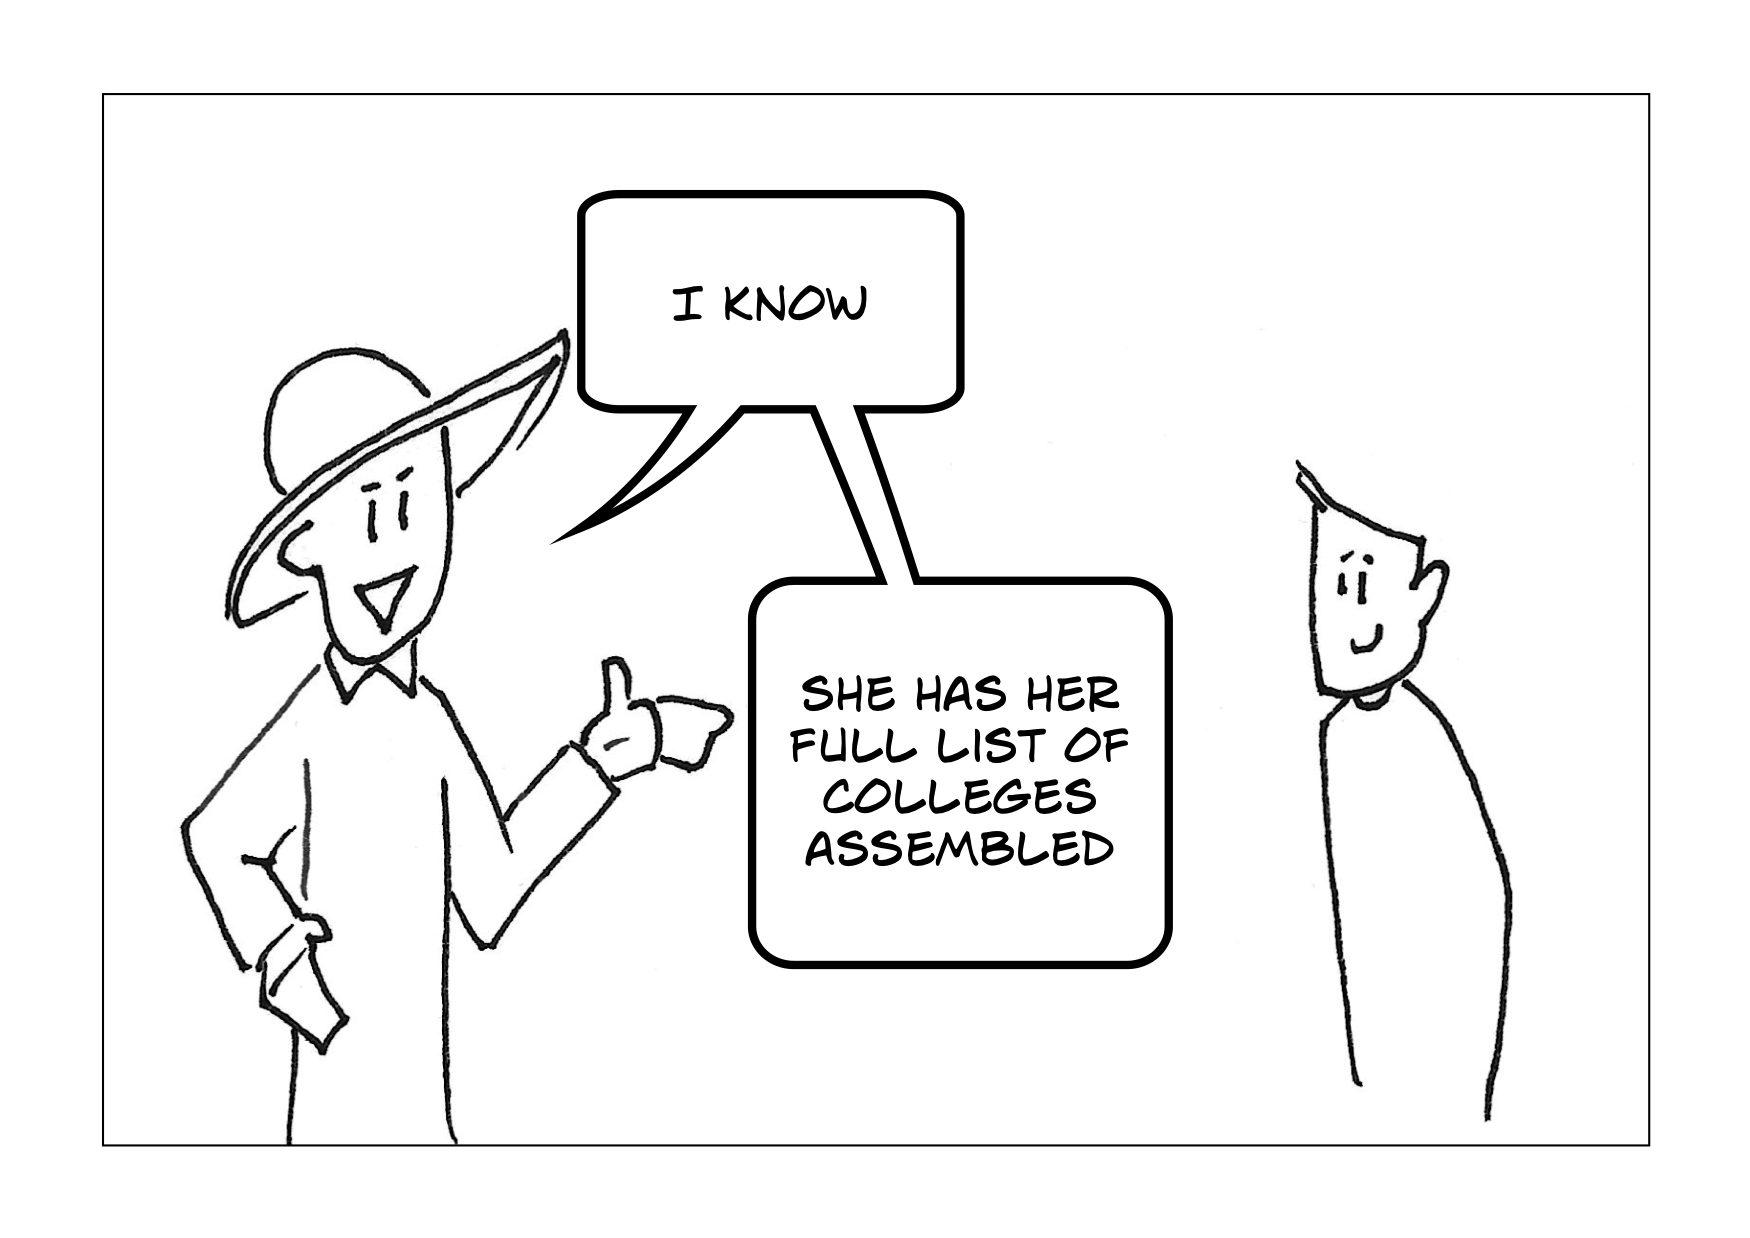 I KNOW
SHE HAS HER
FULL LIST OF
COLLEGES
ASSEMBLED